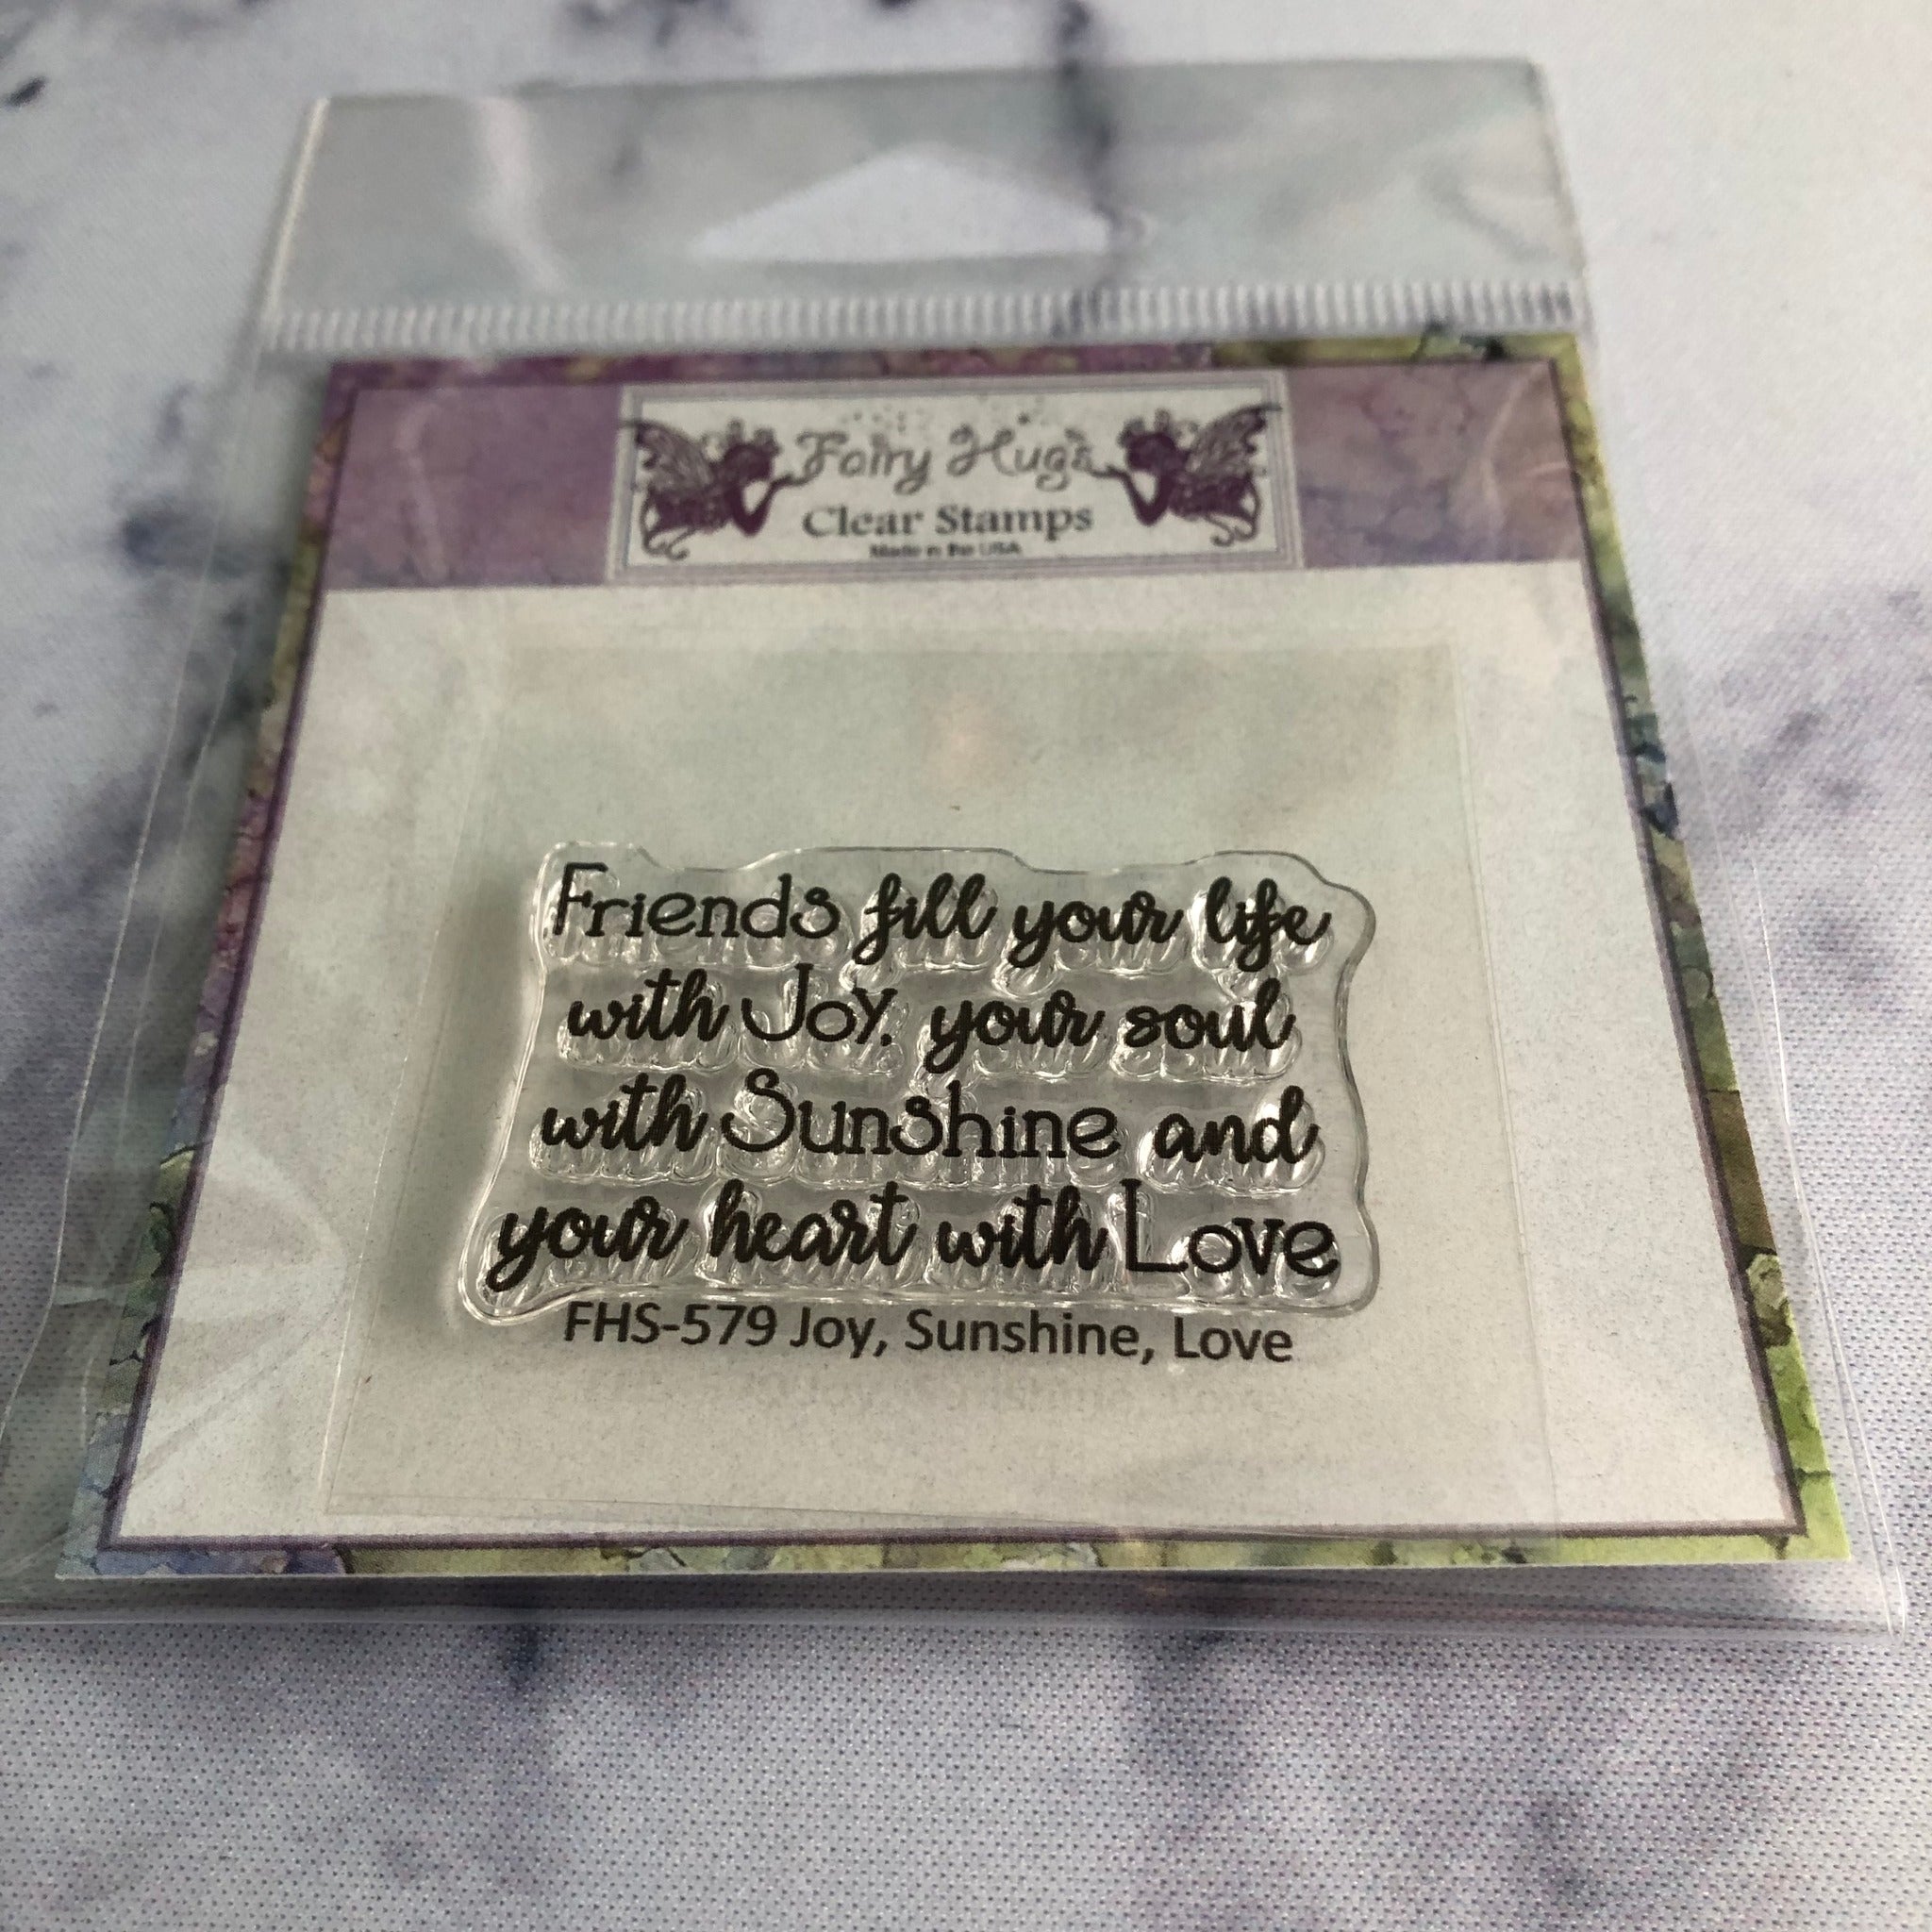 Fairy Hugs
Clear Stamps
Made in the USA
Friends fill your life
with Joy, your soul
with Sunshine and
your heart with Love
FHS-579 Joy, Sunshine, Love